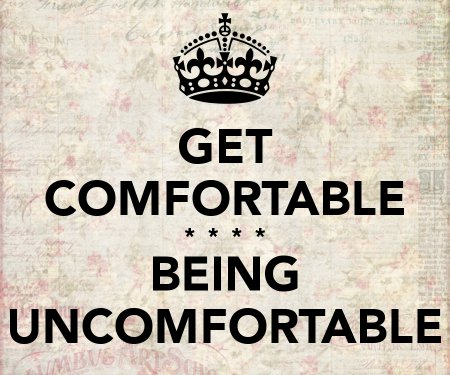 GET
COMFORTABLE
* * * *
BEING
UNCOMFORTABLE